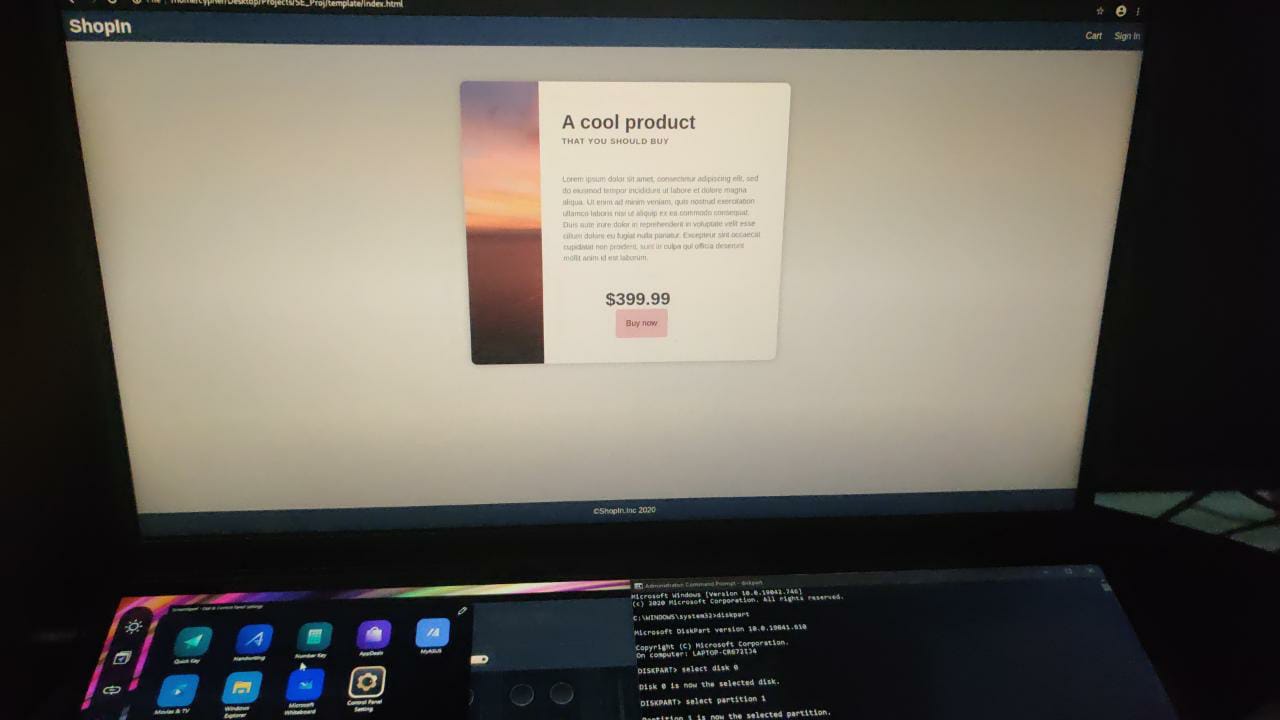 File
/home/cypher/Desktop/Projects/SE_Proj/template/index.html
ShopIn
Cart Sign In
A cool product
THAT YOU SHOULD BUY
Lorem ipsum dolor sit amet, consectetur adipiscing elit, sed
do eiusmod tempor incididunt ut labore et dolore magna
aliqua. Ut enim ad minim veniam, quis nostrud exercitation
ullamco laboris nisi ut aliquip ex ea commodo consequat.
Duis aute irure dolor in reprehenderit in voluptate velit esse
cillum dolore eu fugiat nulla pariatur. Excepteur sint occaecat
cupidatat non proident, sunt in culpa qui officia deserunt
mollit anim id est laborum.
$399.99
Buy now
©ShopIn.Inc 2020
Quick Key
Handwriting
Number Key
AppDeals
MyASUS
Movies & TV
Windows
Explorer
Microsoft
Whiteboard
Control Panel
Setting
Administrator: Command Prompt - diskpart
Microsoft Windows [Version 10.0.19042.746]
(c) 2020 Microsoft Corporation. All rights reserved.
C:\WINDOWS\system32>diskpart
Microsoft DiskPart version 10.0.19041.610
Copyright (C) Microsoft Corporation.
On computer: LAPTOP-CR672IJ4
DISKPART> select disk 0
Disk 0 is now the selected disk.
DISKPART> select partition 1
Partition 1 is now the selected partition.